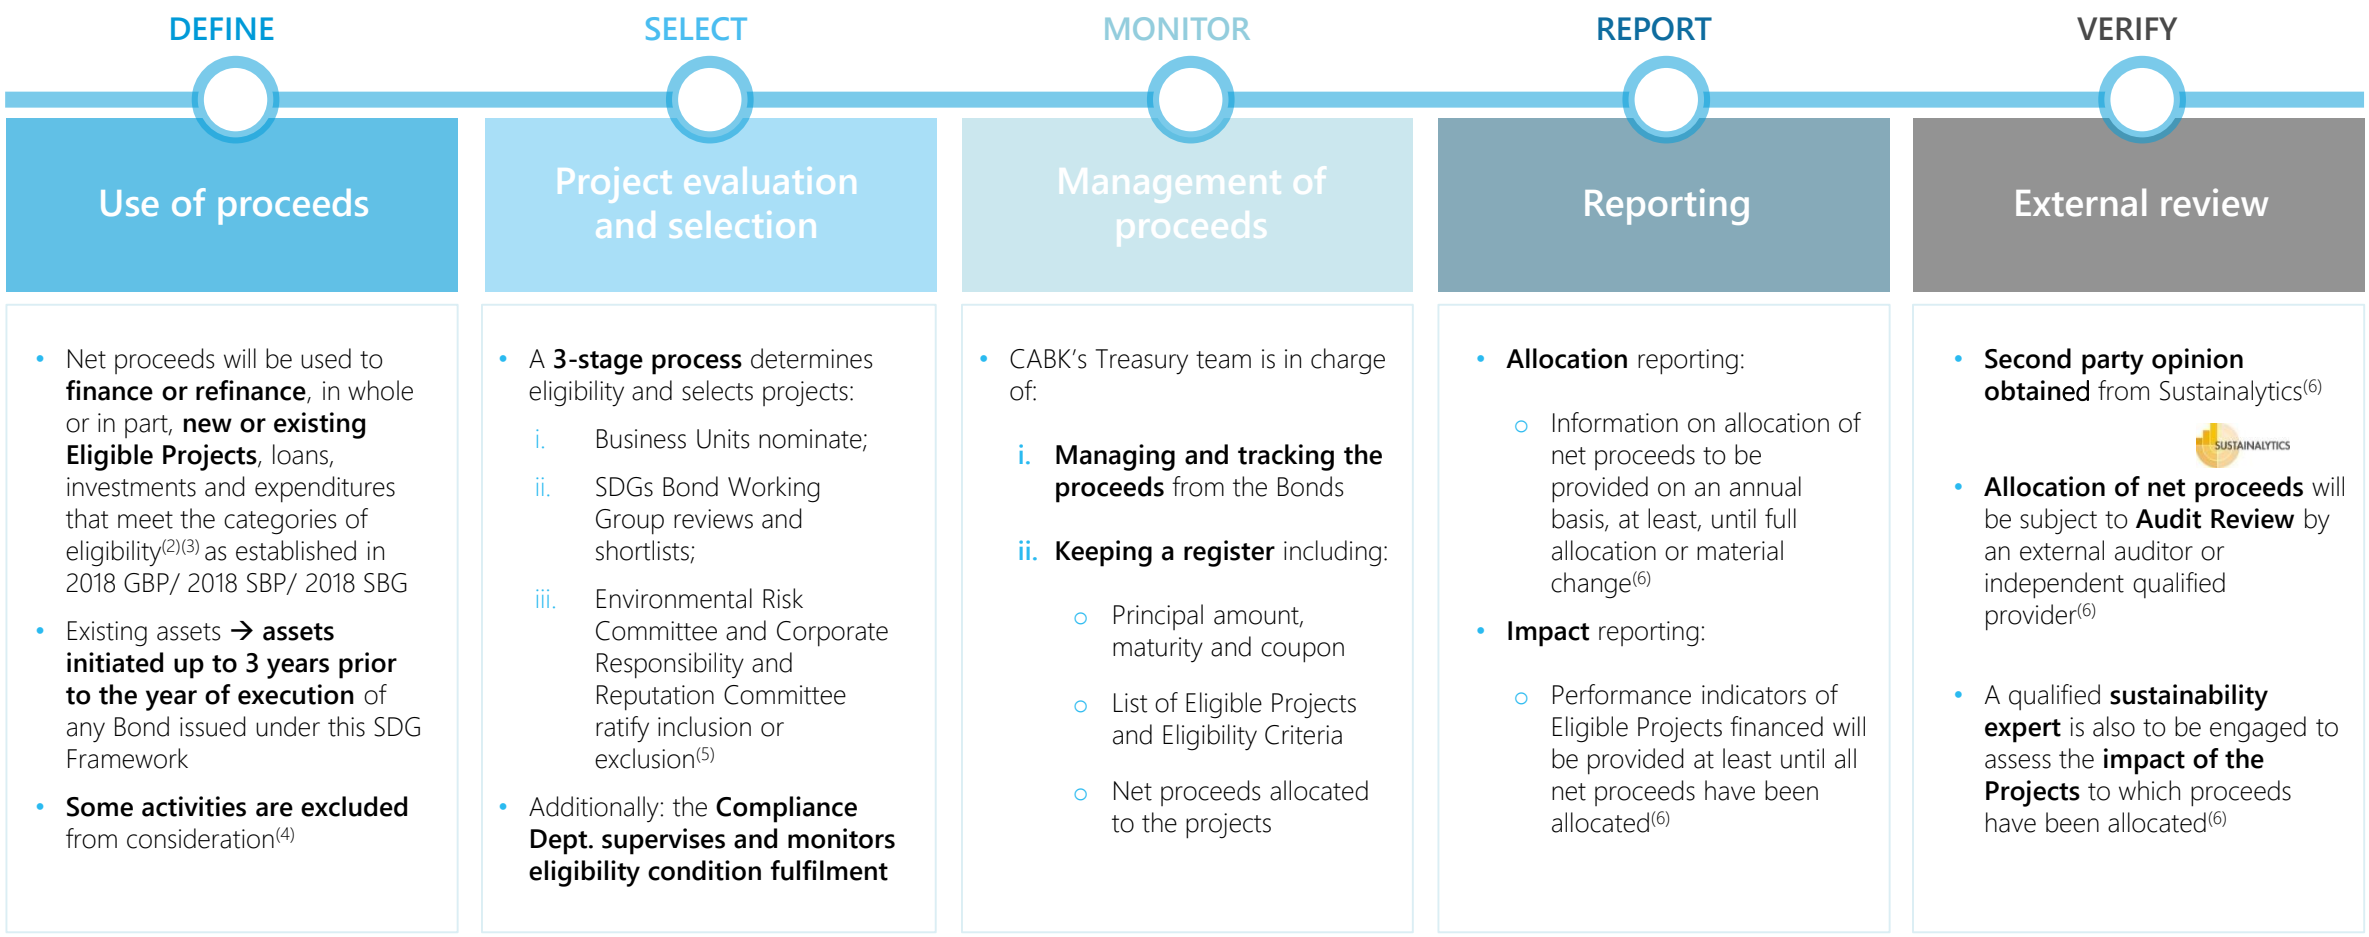 DEFINE
SELECT
MONITOR
REPORT
VERIFY
Use of proceeds
Project evaluation
and selection
Management of
proceeds
Reporting
External review
• Net proceeds will be used to
finance or refinance, in whole
or in part, new or existing
Eligible Projects, loans,
investments and expenditures
that meet the categories of
eligibility(2)(3) as established in
2018 GBP/ 2018 SBP/ 2018 SBG
• Existing assets → assets
initiated up to 3 years prior
to the year of execution of
any Bond issued under this SDG
Framework
• Some activities are excluded
from consideration(4)
• A 3-stage process determines
eligibility and selects projects:
i. Business Units nominate;
ii. SDGs Bond Working
Group reviews and
shortlists;
iii. Environmental Risk
Committee and Corporate
Responsibility and
Reputation Committee
ratify inclusion or
exclusion(5)
• Additionally: the Compliance
Dept. supervises and monitors
eligibility condition fulfilment
• CABK's Treasury team is in charge
of:
i. Managing and tracking the
proceeds from the Bonds
ii. Keeping a register including:
o Principal amount,
maturity and coupon
o List of Eligible Projects
and Eligibility Criteria
o Net proceeds allocated
to the projects
• Allocation reporting:
o Information on allocation of
net proceeds to be
provided on an annual
basis, at least, until full
allocation or material
change(6)
• Impact reporting:
o Performance indicators of
Eligible Projects financed will
be provided at least until all
net proceeds have been
allocated(6)
• Second party opinion
obtained from Sustainalytics(6)
SUSTAINALYTICS
• Allocation of net proceeds will
be subject to Audit Review by
an external auditor or
independent qualified
provider(6)
• A qualified sustainability
expert is also to be engaged to
assess the impact of the
Projects to which proceeds
have been allocated(6)